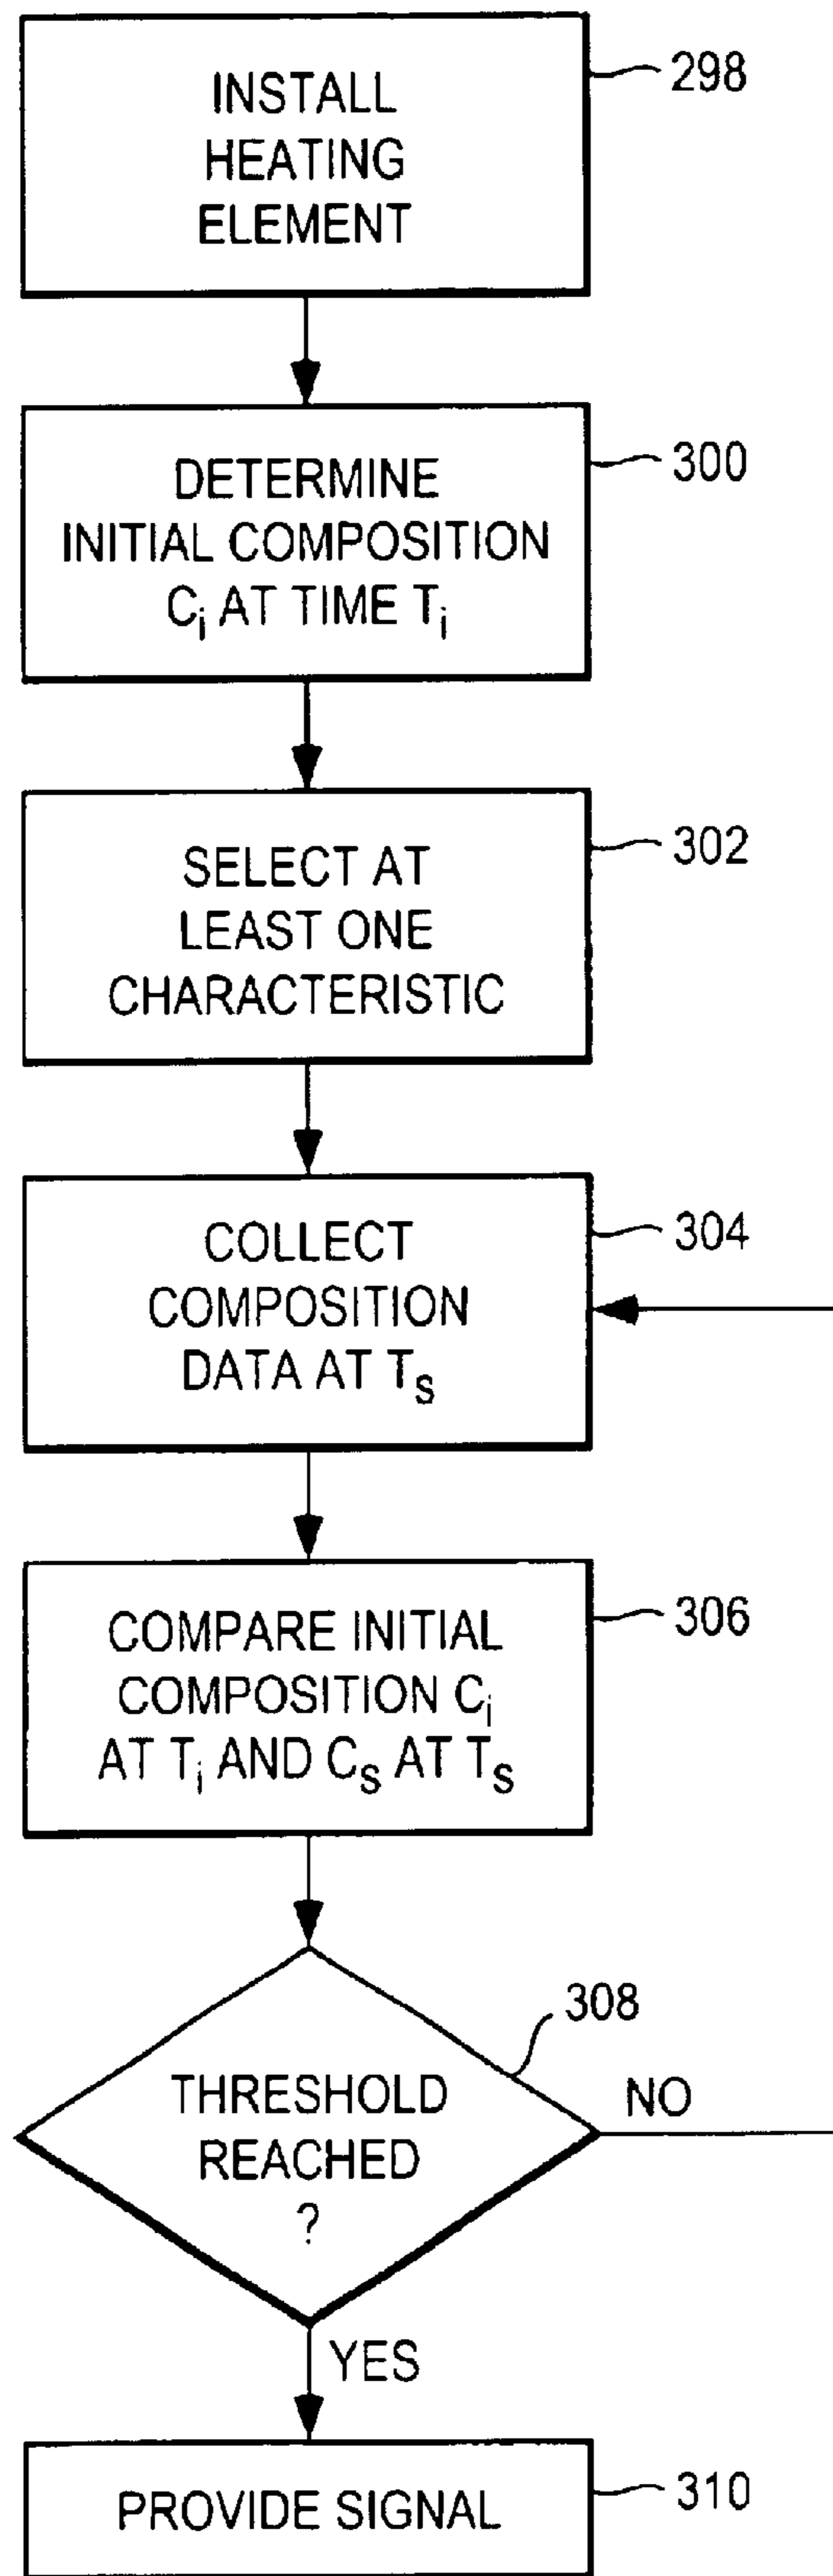 INSTALL
HEATING
ELEMENT
298
DETERMINE
INITIAL COMPOSITION
Ci AT TIME Ti
300
SELECT AT
LEAST ONE
CHARACTERISTIC
302
COLLECT
COMPOSITION
DATA AT TS
304
COMPARE INITIAL
COMPOSITION Ci
AT Ti AND CS AT TS
306
THRESHOLD
REACHED
?
308
NO
YES
PROVIDE SIGNAL
310